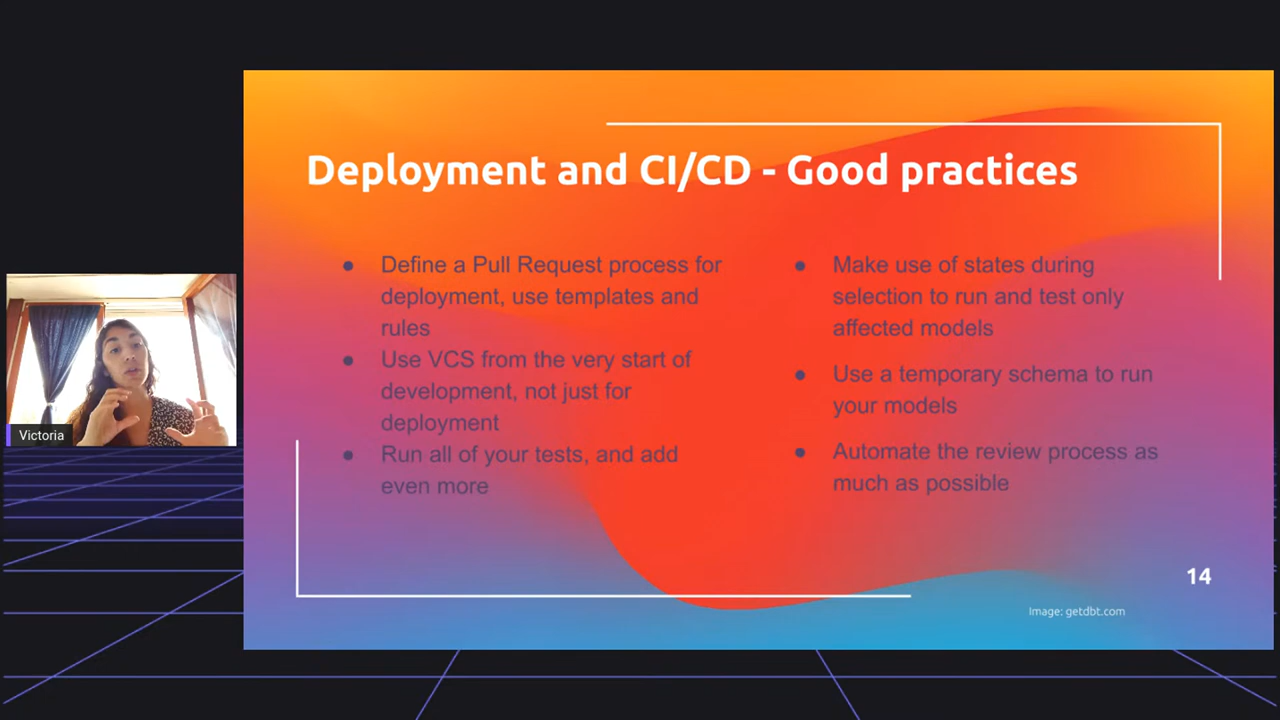 Deployment and CI/CD - Good practices
● Define a Pull Request process for
deployment, use templates and
rules
● Use VCS from the very start of
development, not just for
deployment
● Run all of your tests, and add
even more
● Make use of states during
selection to run and test only
affected models
● Use a temporary schema to run
your models
● Automate the review process as
much as possible
14
Image: getdbt.com
Victoria